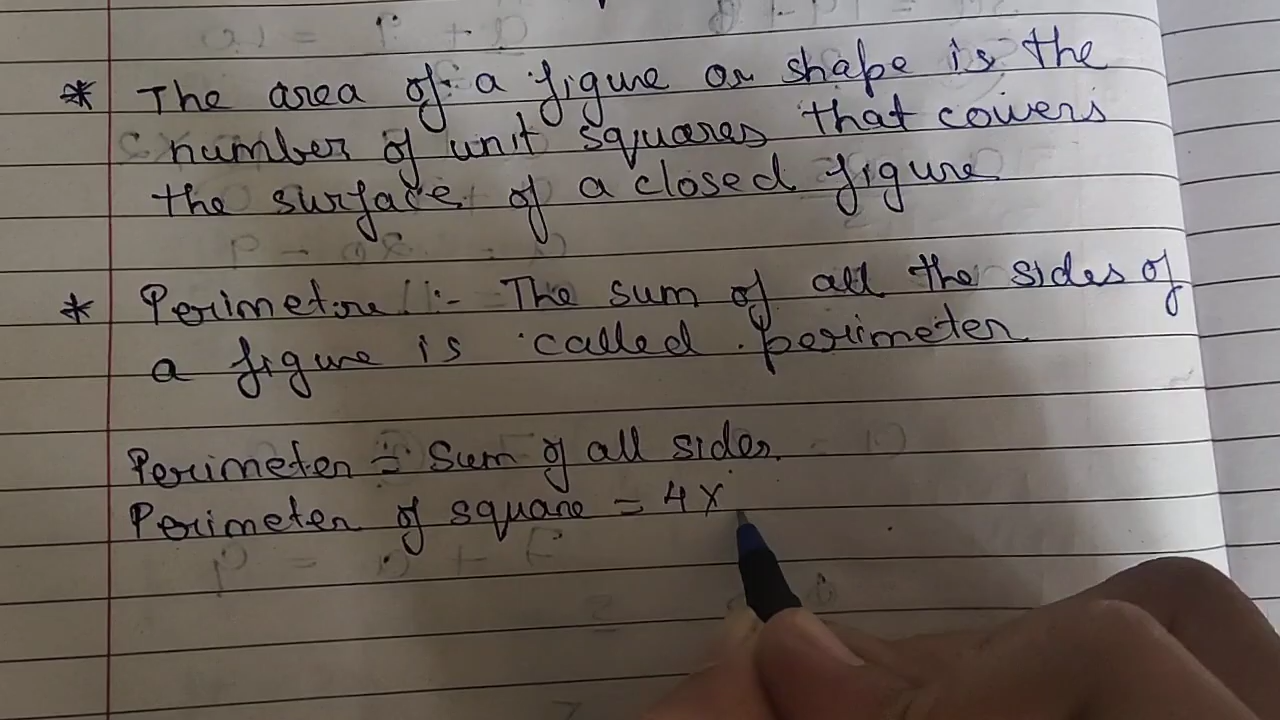 * The area of a figure or shape is the
number of unit squares that cowers
the surface of a closed figure
* Perimetre :- The sum of all the sides of
a figure is called perimeter
Perimeter = Sum of all sides.
Perimeter of square = 4x